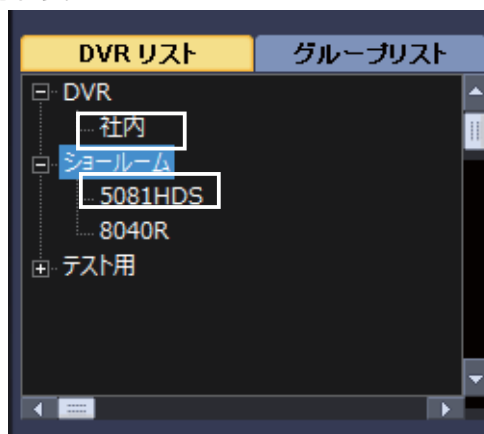 DVR リスト グループリスト
DVR
社内
ショールーム
5081HDS
8040R
テスト用